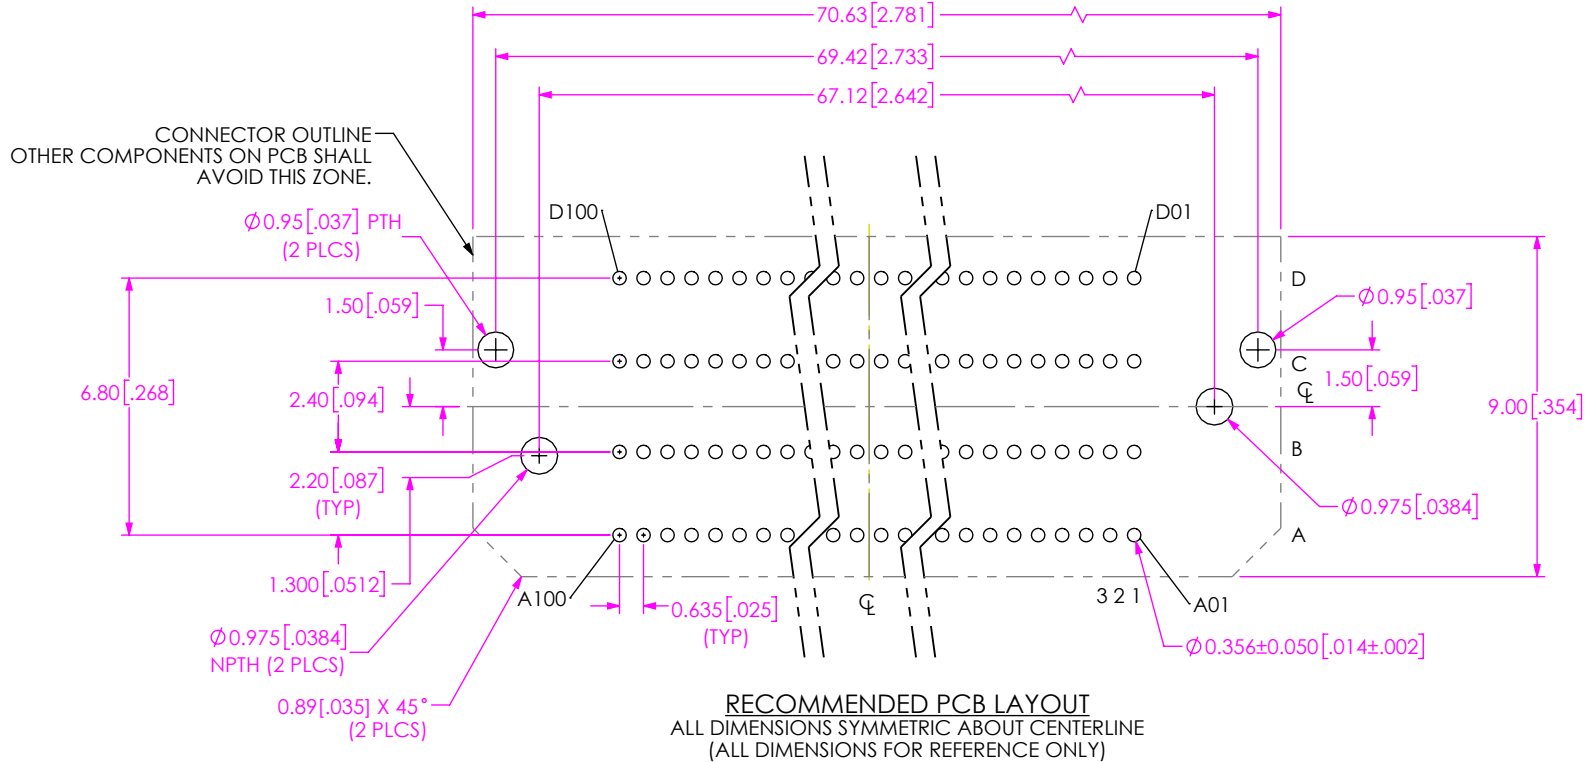 70.63[2.781]
69.42[2.733]
67.12[2.642]
CONNECTOR OUTLINE
OTHER COMPONENTS ON PCB SHALL
AVOID THIS ZONE.
Ø0.95[.037] PTH
(2 PLCS)
D100
D01
D
1.50[.059]
Ø0.95[.037]
C
6.80[.268]
2.40[.094]
1.50[.059]
℄
9.00[.354]
B
2.20[.087]
(TYP)
Ø0.975[.0384]
A
1.300[.0512]
A100
0.635[.025]
(TYP)
℄
3 2 1
A01
Ø0.975[.0384]
NPTH (2 PLCS)
Ø0.356±0.050[.014±.002]
0.89[.035] X 45°
(2 PLCS)
RECOMMENDED PCB LAYOUT
ALL DIMENSIONS SYMMETRIC ABOUT CENTERLINE
(ALL DIMENSIONS FOR REFERENCE ONLY)